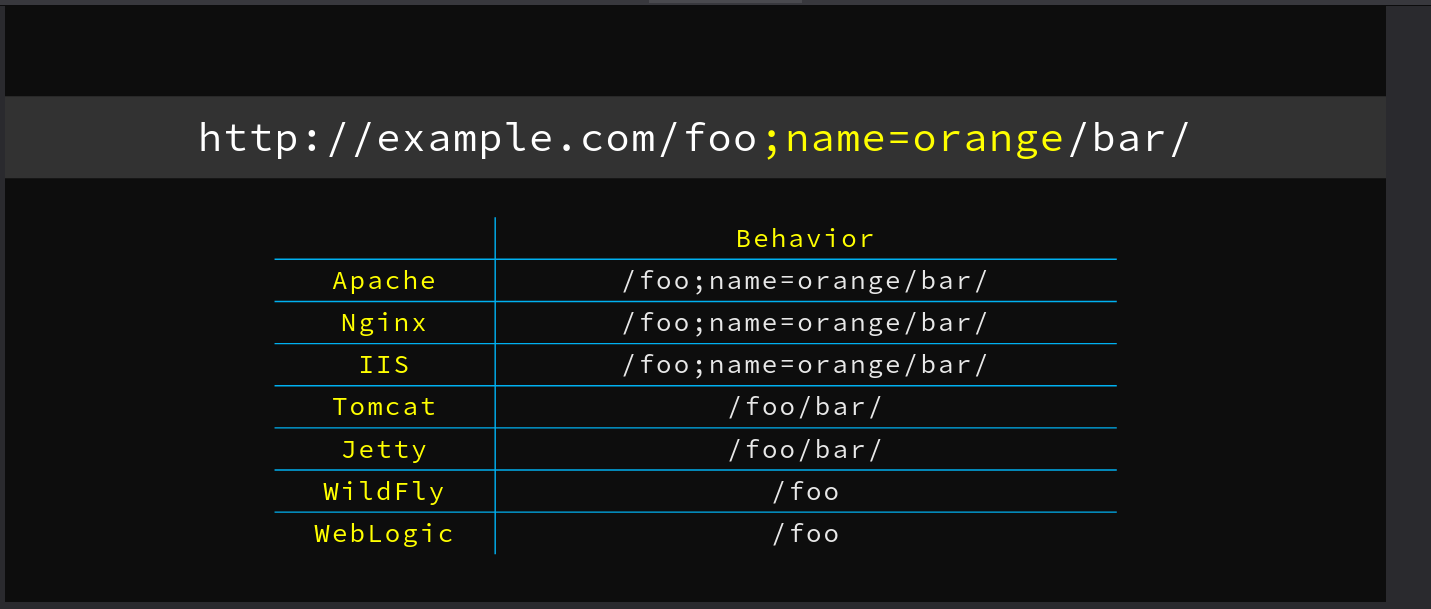 http://example.com/foo;name=orange/bar/
Behavior
Apache /foo;name=orange/bar/
Nginx /foo;name=orange/bar/
IIS /foo;name=orange/bar/
Tomcat /foo/bar/
Jetty /foo/bar/
WildFly /foo
WebLogic /foo